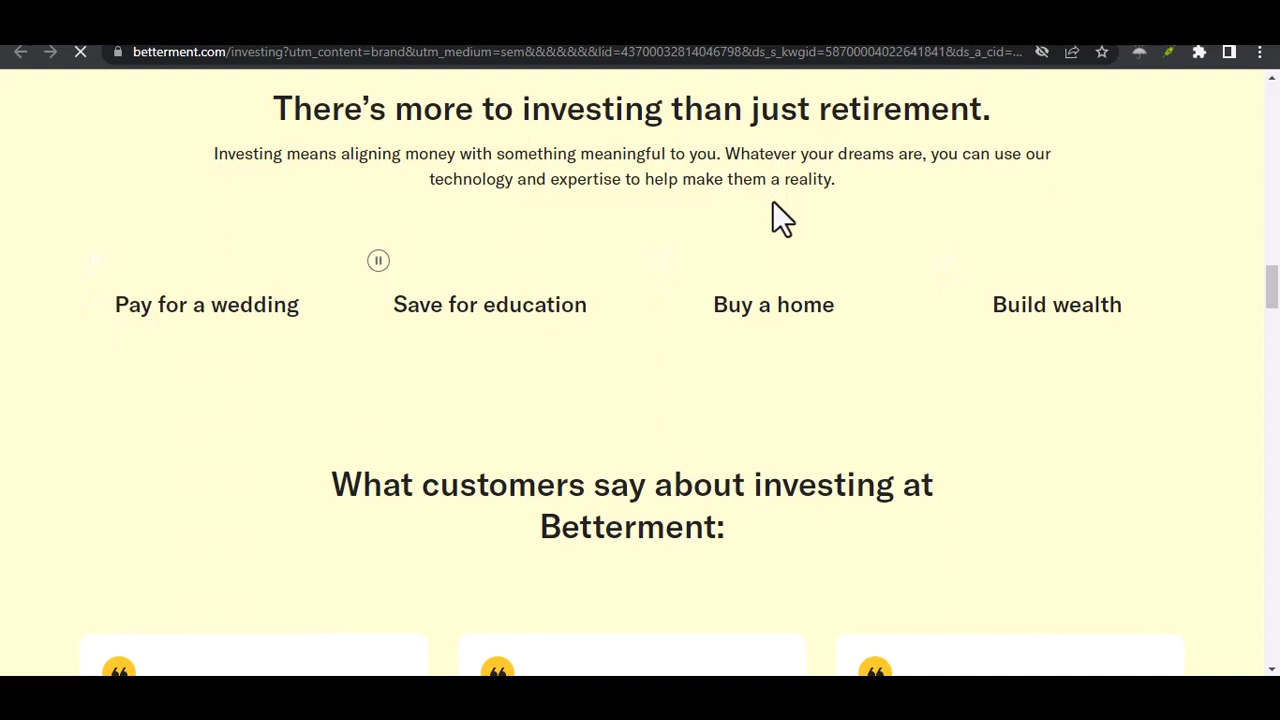 betterment.com/investing?utm_content=brand&utm_medium=sem&&&&&&&lid=43700032814046798&ds_s_kwgid=58700004022641841&ds_a_cid=...
There's more to investing than just retirement.
Investing means aligning money with something meaningful to you. Whatever your dreams are, you can use our
technology and expertise to help make them a reality.
Pay for a wedding
Save for education
Buy a home
Build wealth
What customers say about investing at
Betterment: